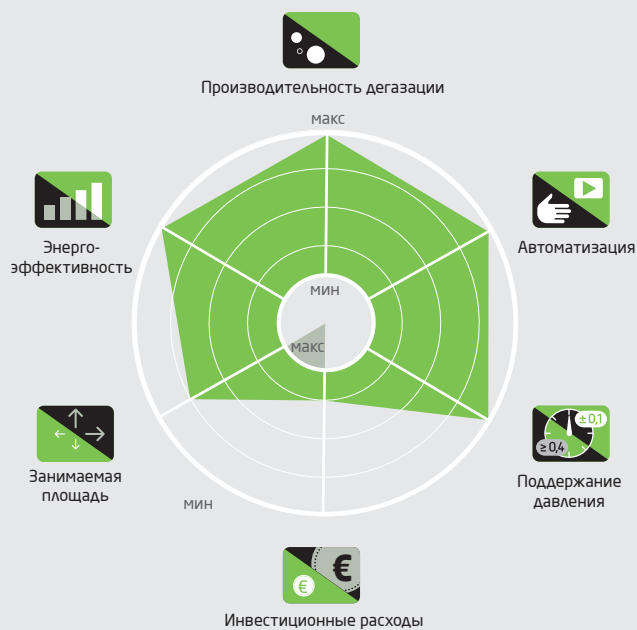 Производительность дегазации
макс
Энерго-
эффективность
Автоматизация
мин
макс
±0,1
≥0,4
Занимаемая
площадь
Поддержание
давления
мин
€
€
Инвестиционные расходы